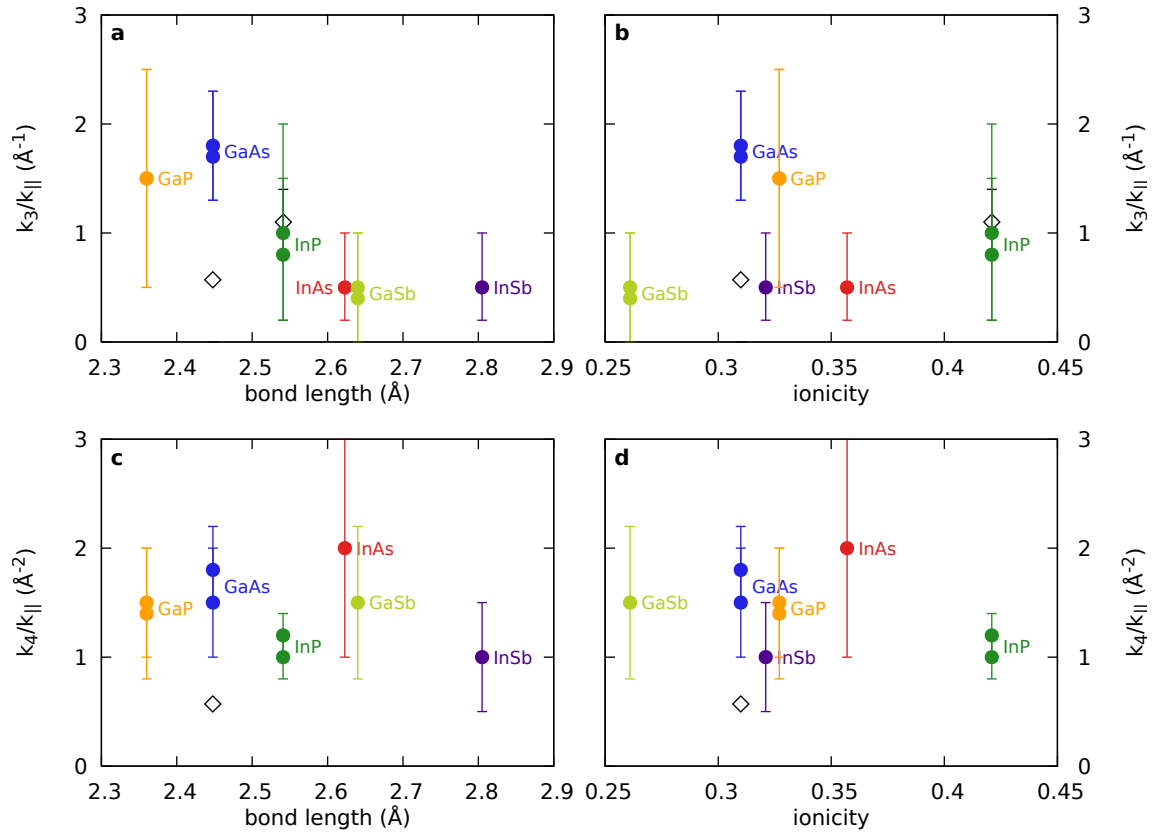 a
3
2
1
0
k3/k|| (Å-1)
GaP
GaAs
InP
InAs
GaSb
InSb
2.3 2.4 2.5 2.6 2.7 2.8 2.9
bond length (Å)
b
3
2
1
0
k3/k|| (Å-1)
GaSb
GaAs
GaP
InSb
InAs
InP
0.25 0.3 0.35 0.4 0.45
ionicity
c
3
2
1
0
k4/k|| (Å-2)
GaP
GaAs
InP
InAs
GaSb
InSb
2.3 2.4 2.5 2.6 2.7 2.8 2.9
bond length (Å)
d
3
2
1
0
k4/k|| (Å-2)
GaSb
GaAs
GaP
InSb
InAs
InP
0.25 0.3 0.35 0.4 0.45
ionicity